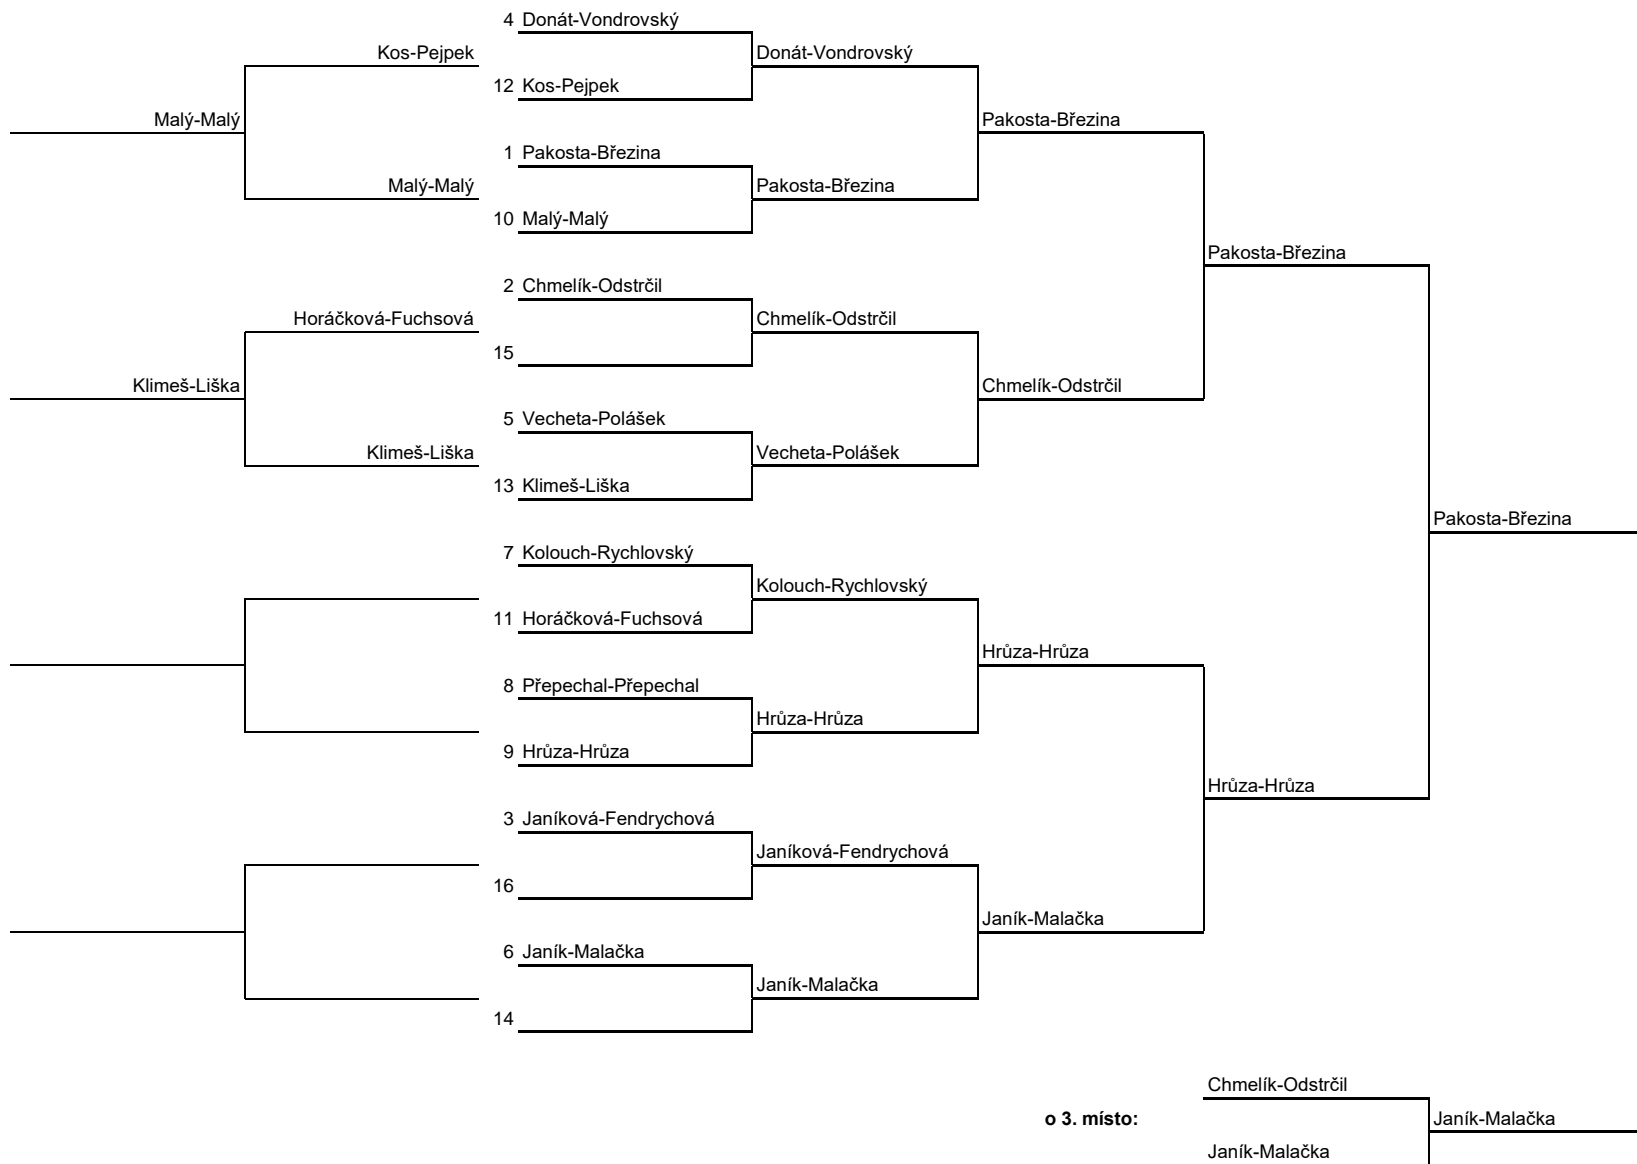 4 Donát-Vondrovský
Kos-Pejpek
Donát-Vondrovský
12 Kos-Pejpek
Malý-Malý
Pakosta-Březina
1 Pakosta-Březina
Malý-Malý
Pakosta-Březina
10 Malý-Malý
Pakosta-Březina
2 Chmelík-Odstrčil
Horáčková-Fuchsová
Chmelík-Odstrčil
15
Klimeš-Liška
Chmelík-Odstrčil
5 Vecheta-Polášek
Klimeš-Liška
Vecheta-Polášek
13 Klimeš-Liška
Pakosta-Březina
7 Kolouch-Rychlovský
Kolouch-Rychlovský
11 Horáčková-Fuchsová
Hrůza-Hrůza
8 Přepechal-Přepechal
Hrůza-Hrůza
9 Hrůza-Hrůza
Hrůza-Hrůza
3 Janíková-Fendrychová
Janíková-Fendrychová
16
Janík-Malačka
6 Janík-Malačka
Janík-Malačka
14
Chmelík-Odstrčil
o 3. místo:
Janík-Malačka
Janík-Malačka